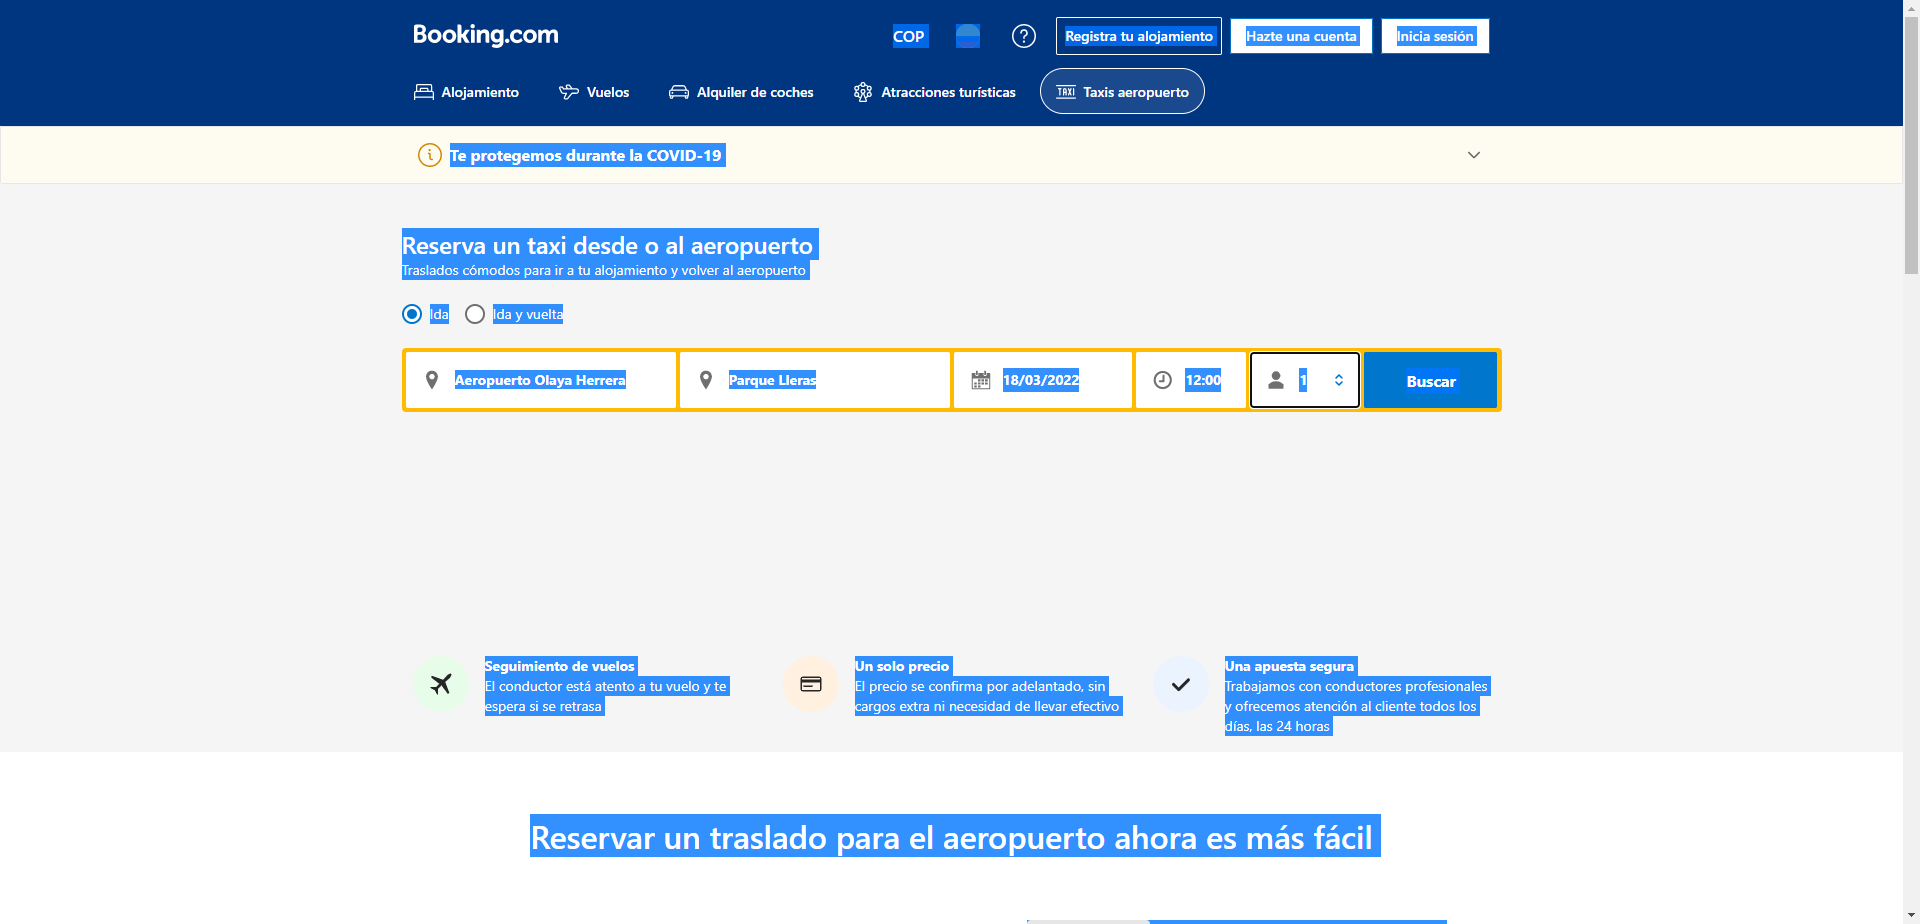 Booking.com
COP
Registra tu alojamiento
Hazte una cuenta
Inicia sesión
Alojamiento
Vuelos
Alquiler de coches
Atracciones turísticas
TAXI
Taxis aeropuerto
Te protegemos durante la COVID-19
Reserva un taxi desde o al aeropuerto
Traslados cómodos para ir a tu alojamiento y volver al aeropuerto
Ida
Ida y vuelta
Aeropuerto Olaya Herrera
Parque Lleras
18/03/2022
12:00
1
Buscar
Seguimiento de vuelos
El conductor está atento a tu vuelo y te
espera si se retrasa
Un solo precio
El precio se confirma por adelantado, sin
cargos extra ni necesidad de llevar efectivo
Una apuesta segura
Trabajamos con conductores profesionales
y ofrecemos atención al cliente todos los
días, las 24 horas
Reservar un traslado para el aeropuerto ahora es más fácil